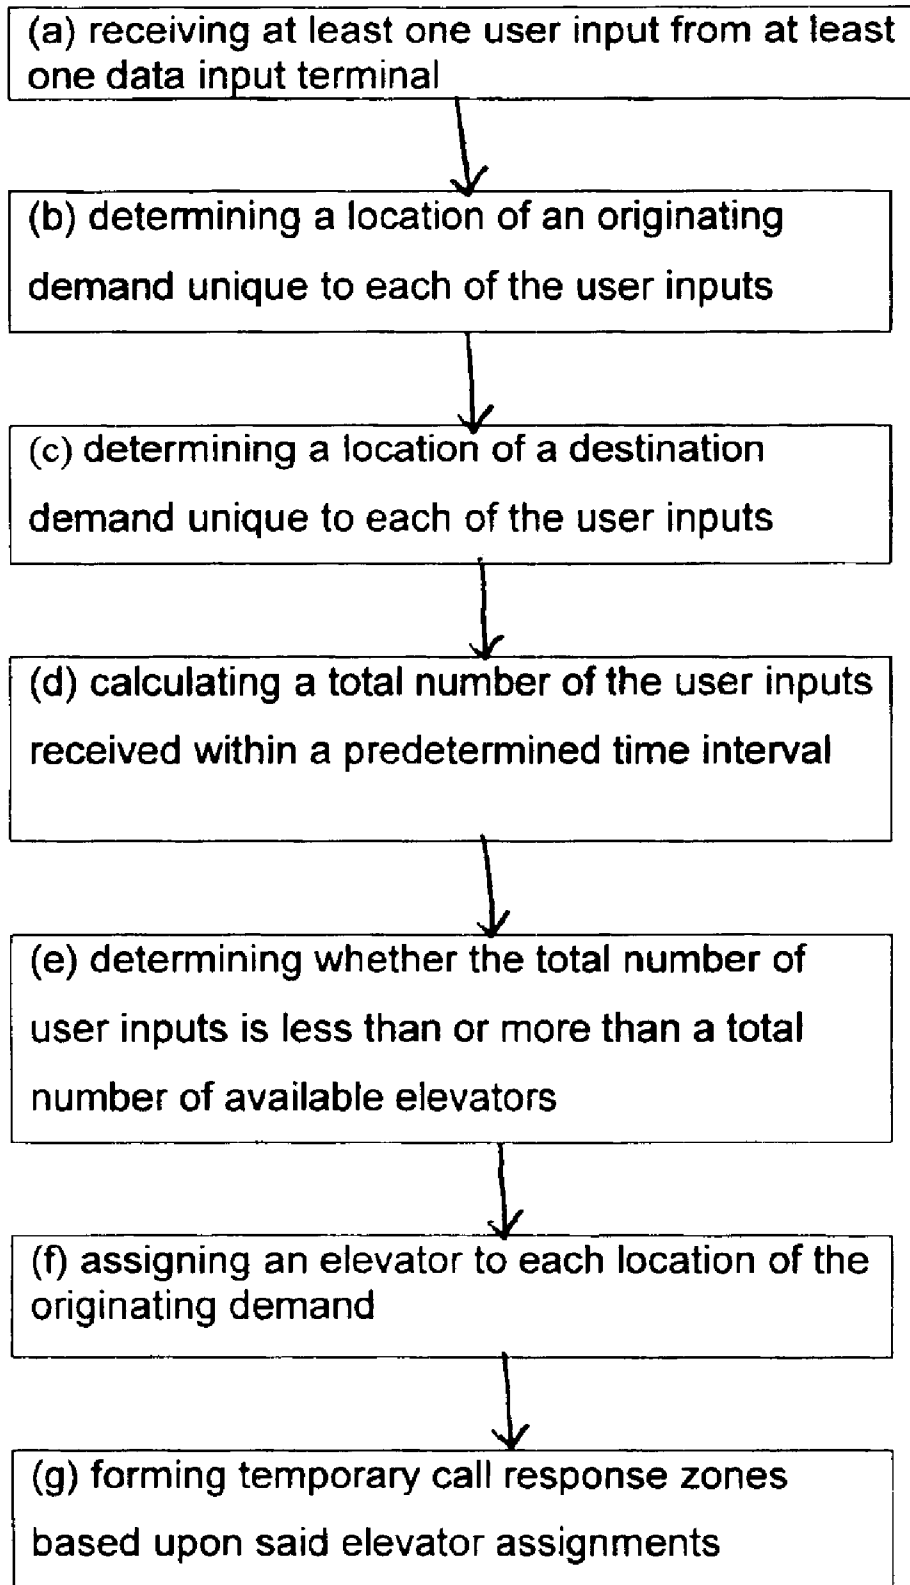 (a) receiving at least one user input from at least
one data input terminal
(b) determining a location of an originating
demand unique to each of the user inputs
(c) determining a location of a destination
demand unique to each of the user inputs
(d) calculating a total number of the user inputs
received within a predetermined time interval
(e) determining whether the total number of
user inputs is less than or more than a total
number of available elevators
(f) assigning an elevator to each location of the
originating demand
(g) forming temporary call response zones
based upon said elevator assignments